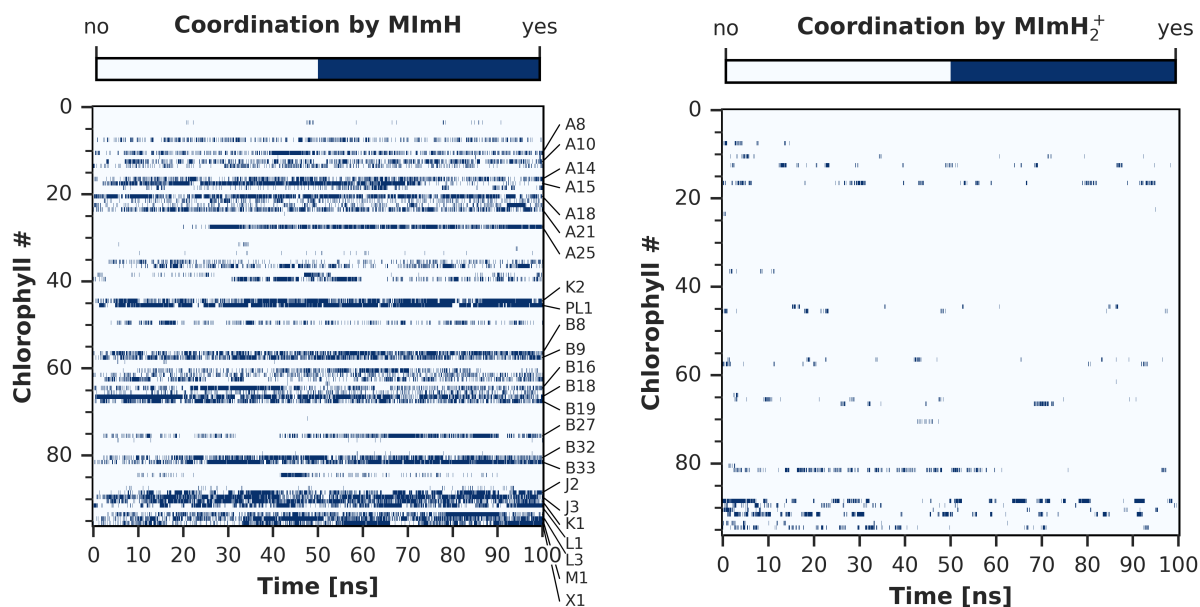 Coordination by MImH
no
yes
Chlorophyll #
0
20
40
60
80
0 10 20 30 40 50 60 70 80 90 100
Time [ns]
A8
A10
A14
A15
A18
A21
A25
K2
PL1
B8
B9
B16
B18
B19
B27
B32
B33
J2
J3
K1
L1
L3
M1
X1
Coordination by MImH₂⁺
no
yes
Chlorophyll #
0
20
40
60
80
0 10 20 30 40 50 60 70 80 90 100
Time [ns]